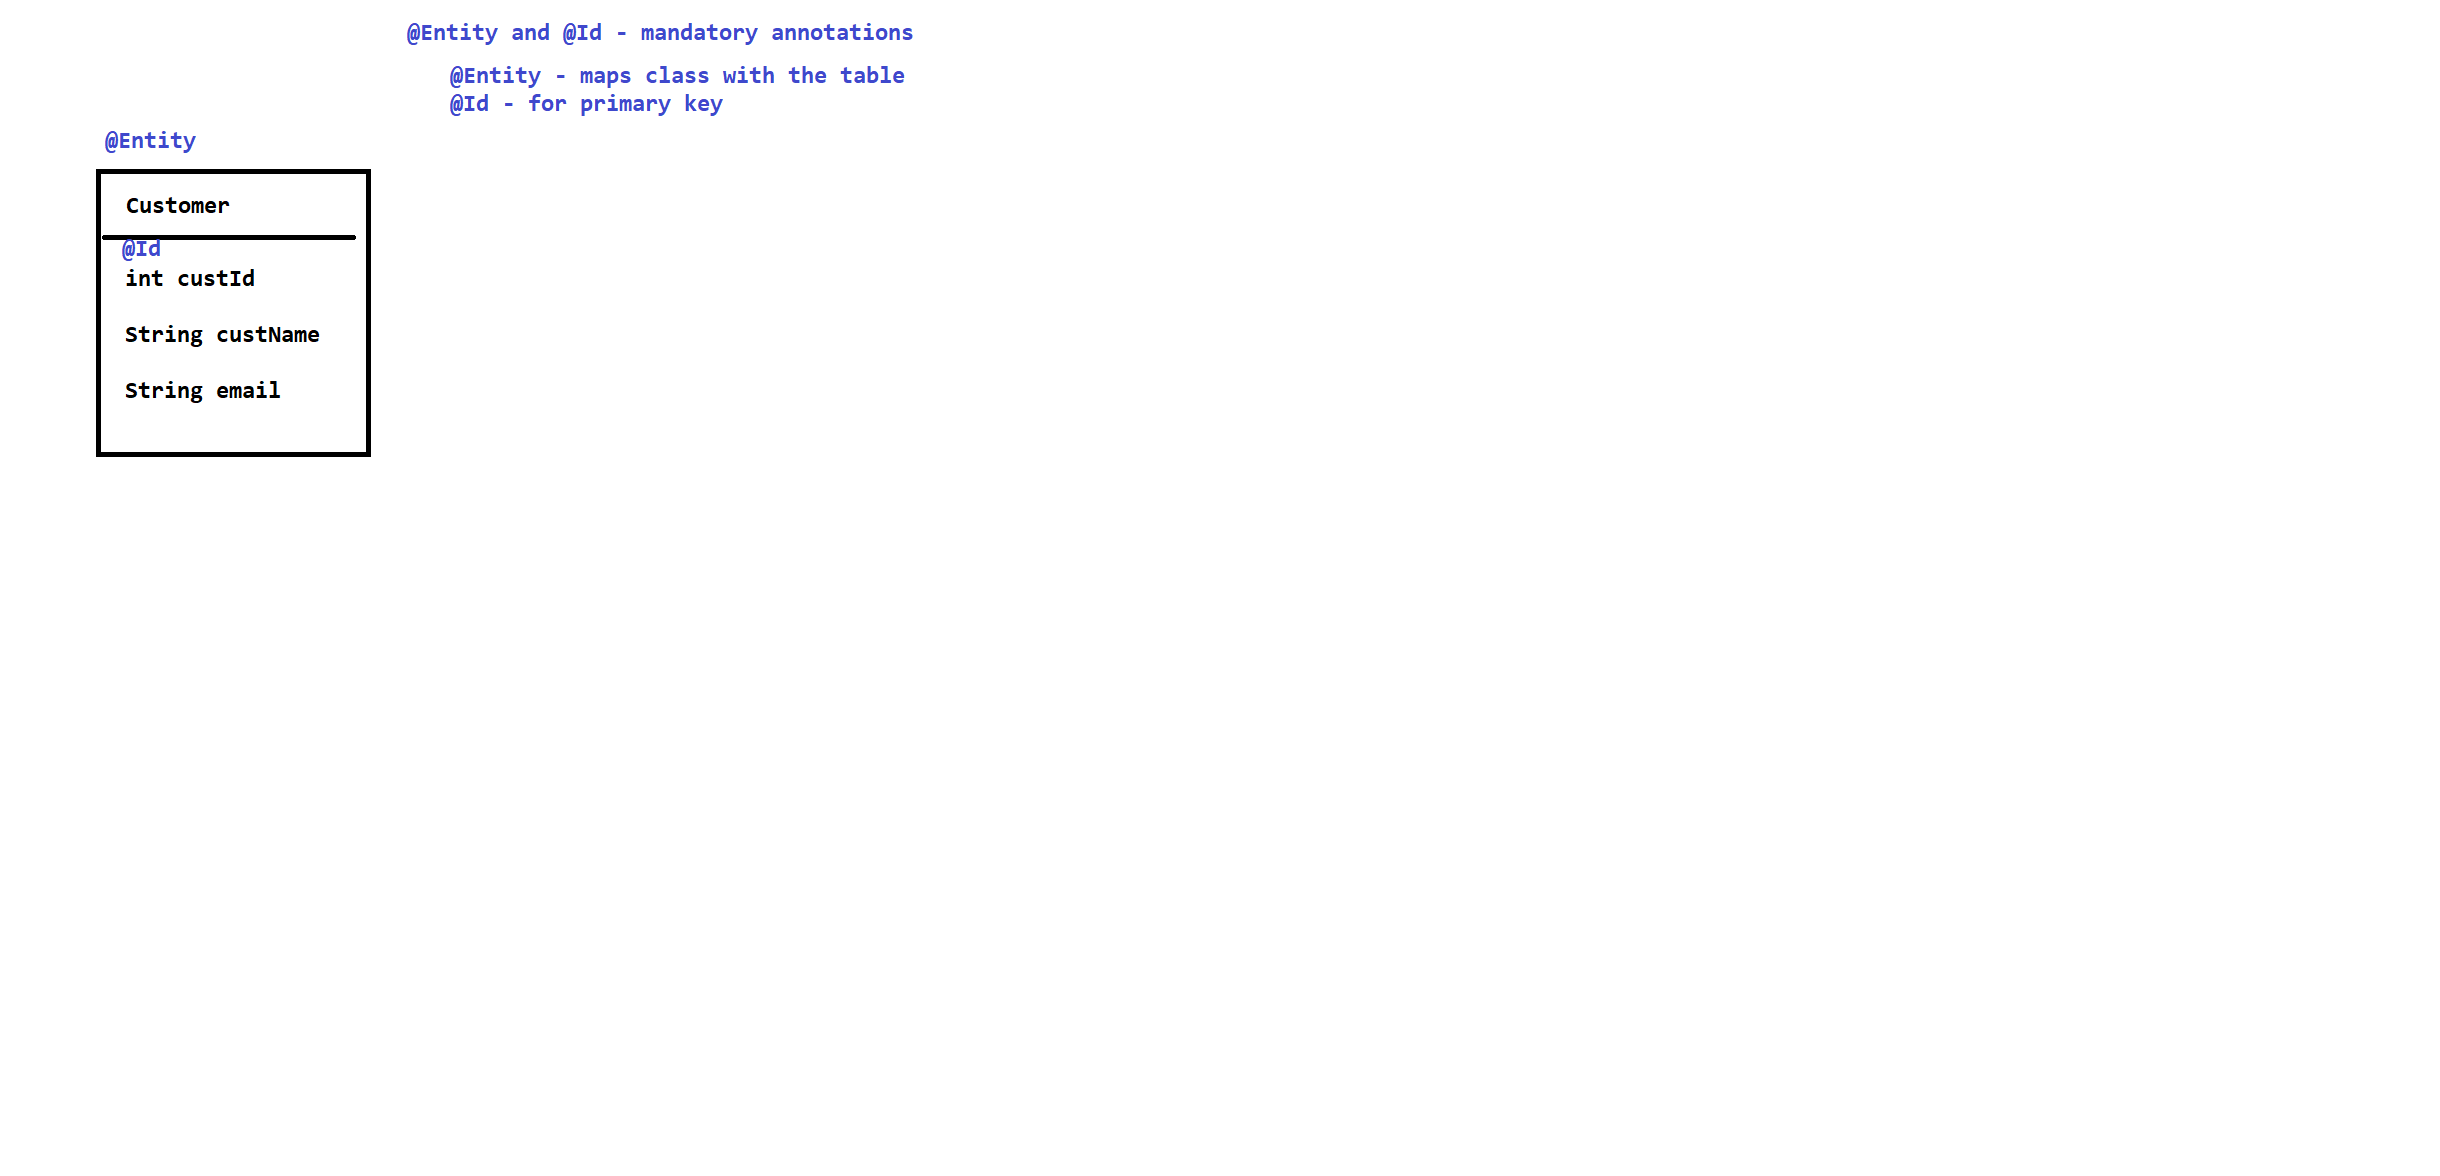 @Entity and @Id - mandatory annotations
@Entity - maps class with the table
@Id - for primary key
@Entity
Customer
@Id
int custId
String custName
String email